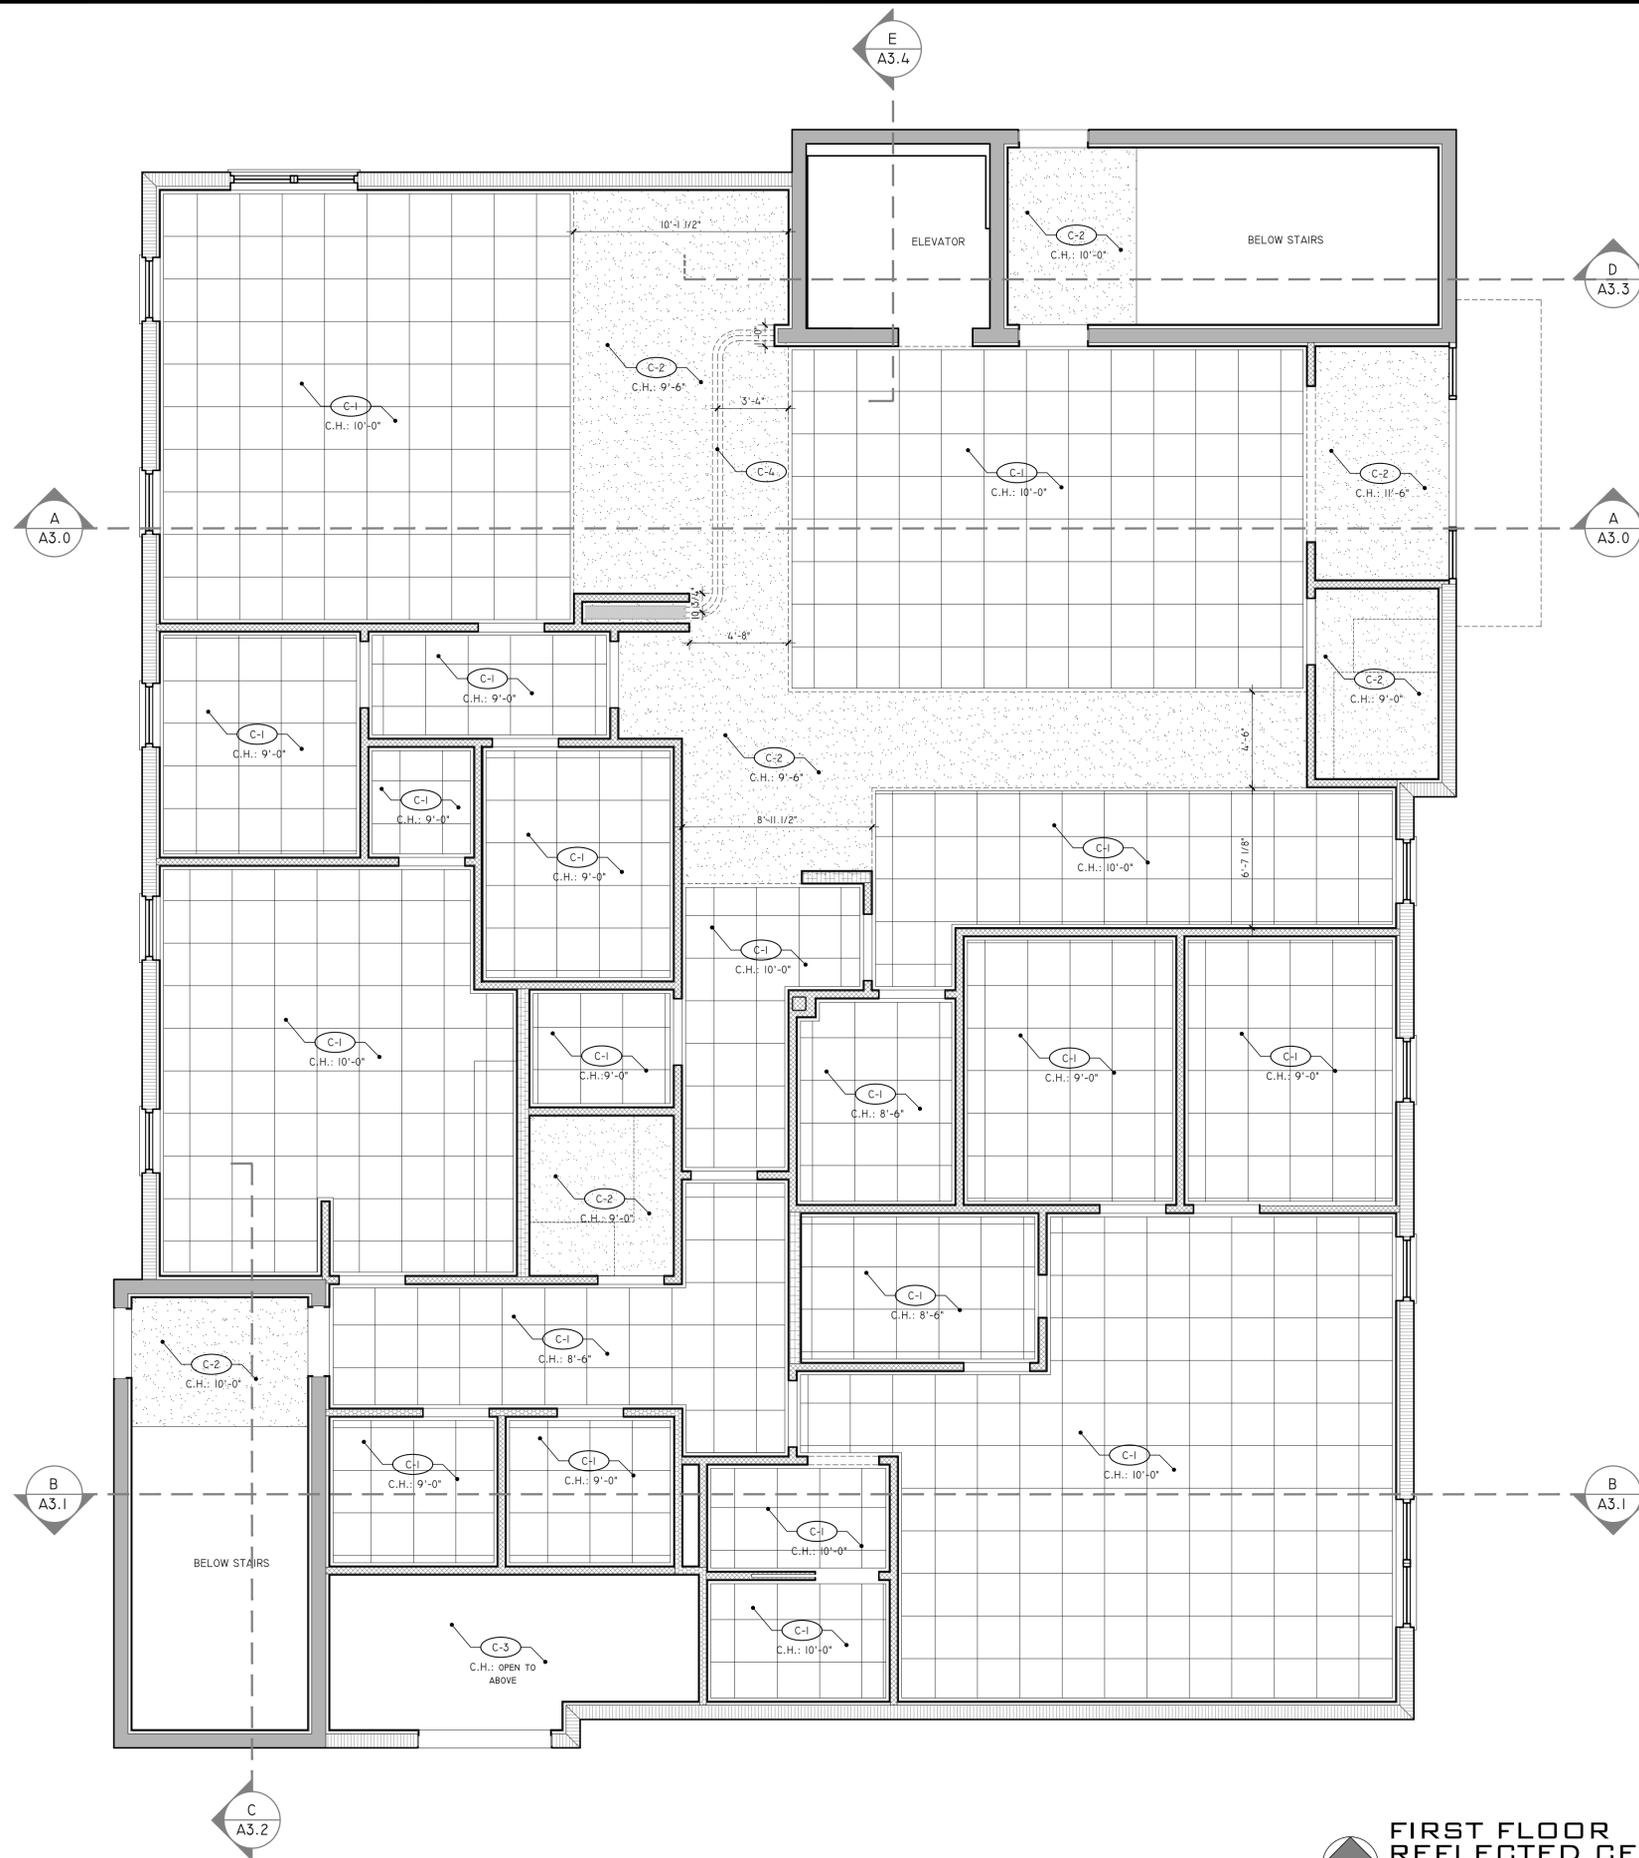 E
A3.4
10'-1 1/2"
ELEVATOR
C-2
C.H.: 10'-0"
BELOW STAIRS
D
A3.3
C-2
C.H.: 9'-6"
C-1
C.H.: 10'-0"
3'-4"
C-4
C-1
C.H.: 10'-0"
C-2
C.H.: 11'-6"
A
A3.0
A
A3.0
4'-8"
C-1
C.H.: 9'-0"
C-2
C.H.: 9'-0"
C-1
C.H.: 9'-0"
C-2
C.H.: 9'-6"
4'-6"
C-1
C.H.: 9'-0"
8'-11 1/2"
C-1
C.H.: 9'-0"
C-1
C.H.: 10'-0"
6'-7 1/8"
C-1
C.H.: 10'-0"
C-1
C.H.: 10'-0"
C-1
C.H.: 9'-0"
C-1
C.H.: 8'-6"
C-1
C.H.: 9'-0"
C-1
C.H.: 9'-0"
C-2
C.H.: 9'-0"
C-1
C.H.: 8'-6"
C-2
C.H.: 10'-0"
C-1
C.H.: 8'-6"
C-1
C.H.: 9'-0"
C-1
C.H.: 9'-0"
C-1
C.H.: 10'-0"
B
A3.1
B
A3.1
C-1
C.H.: 10'-0"
BELOW STAIRS
C-3
C.H.: OPEN TO
ABOVE
C-1
C.H.: 10'-0"
C
A3.2
FIRST FLOOR
REFLECTED